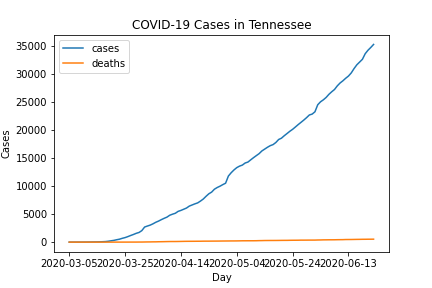 COVID-19 Cases in Tennessee
cases
deaths
35000
30000
25000
20000
15000
10000
5000
0
Cases
2020-03-05 2020-03-25 2020-04-14 2020-05-04 2020-05-24 2020-06-13
Day